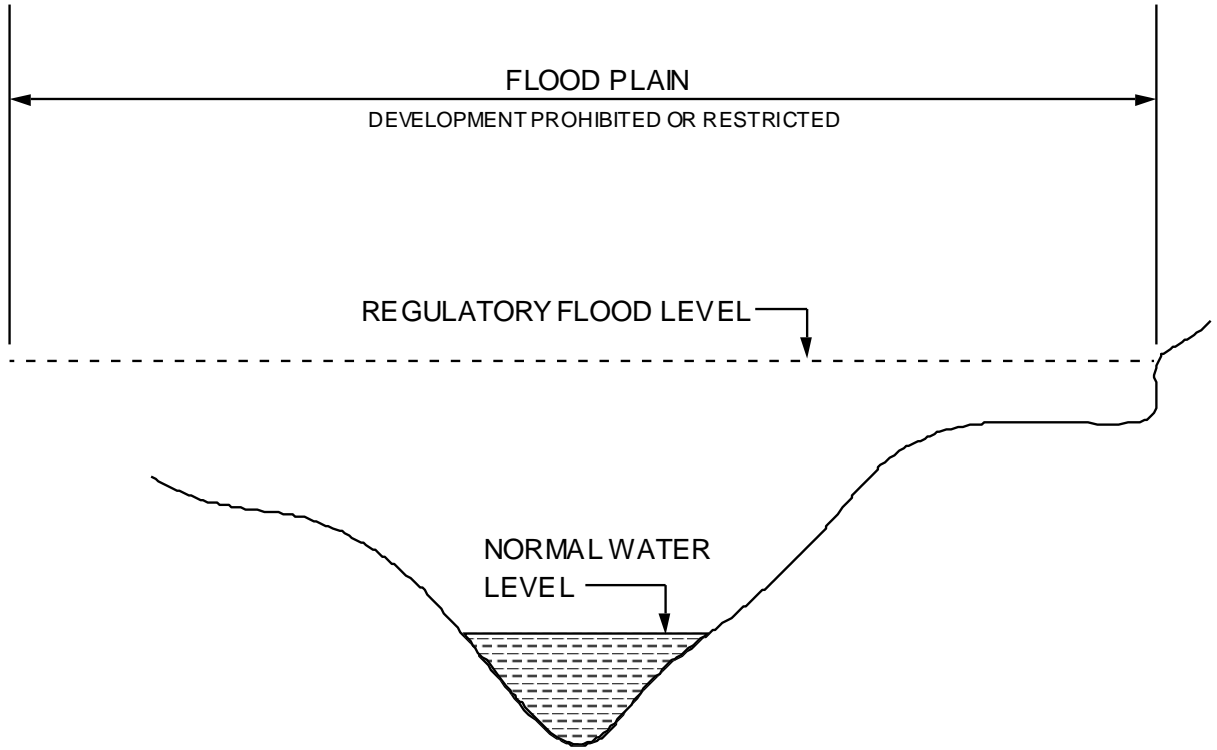 FLOOD PLAIN
DEVELOPMENT PROHIBITED OR RESTRICTED
REGULATORY FLOOD LEVEL
NORMAL WATER
LEVEL